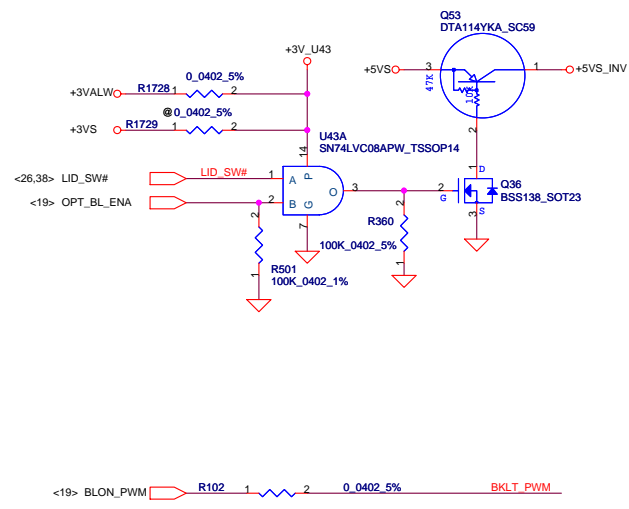 Q53
DTA114YKA_SC59
+3V_U43
+5VS 3 1 +5VS_INV
47K
10K
0_0402_5%
+3VALW R1728 1 2
2
@ 0_0402_5%
+3VS R1729 1 2
U43A
SN74LVC08APW_TSSOP14
14
1 D
<26,38> LID_SW# LID_SW# 1 A P
Q36
O 3 2 G
BSS138_SOT23
<19> OPT_BL_ENA 2 B G
S
3
7
2 2
R360
100K_0402_5%
1
R501
1
100K_0402_1%
<19> BLON_PWM R102 1 2 0_0402_5% BKLT_PWM